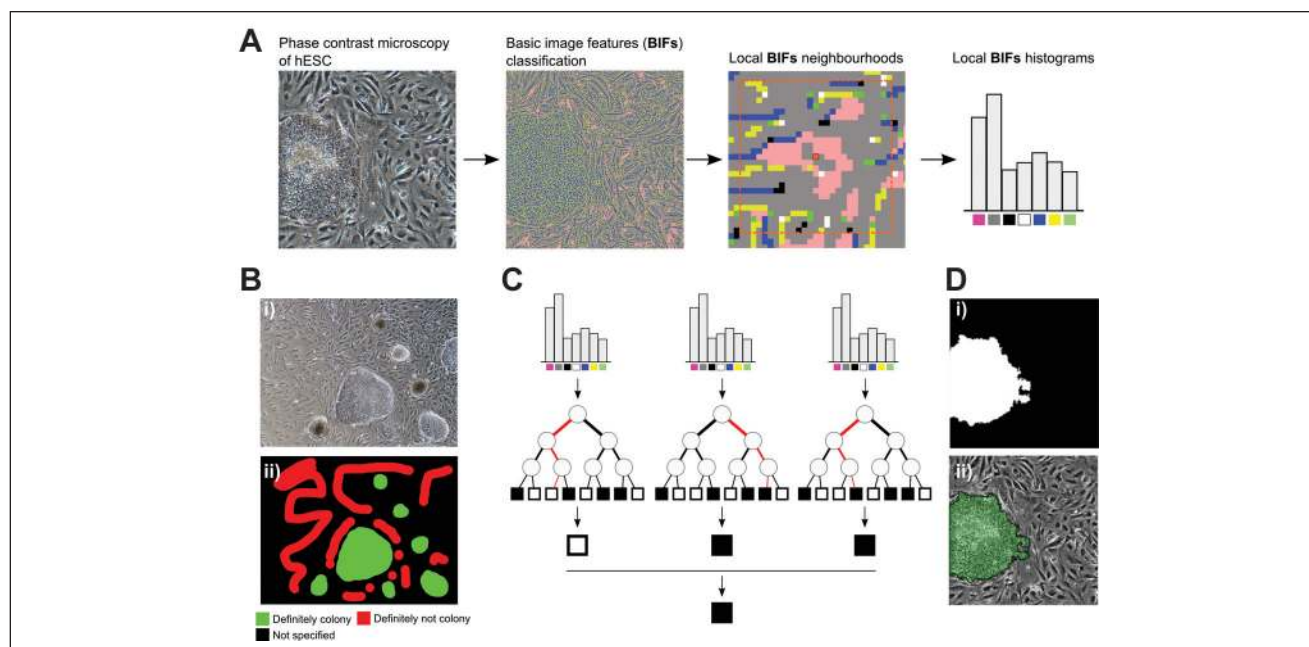 A
Phase contrast microscopy
of hESC
Basic image features (BIFs)
classification
Local BIFs neighbourhoods
Local BIFs histograms
B
i)
ii)
Definitely colony
Definitely not colony
Not specified
C
D
i)
ii)